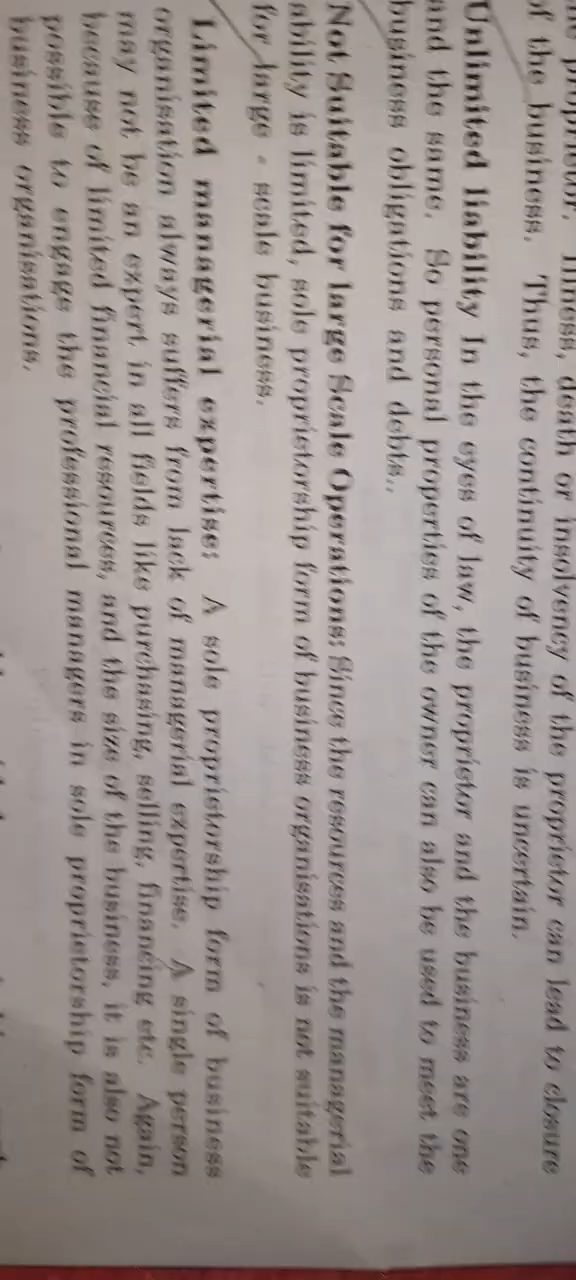 proprietor. Illness, death or insolvency of the proprietor can lead to closure
of the business. Thus, the continuity of business is uncertain.
Unlimited liability In the eyes of law, the proprietor and the business are one
and the same. So personal properties of the owner can also be used to meet the
business obligations and debts..
Not Suitable for large Scale Operations: Since the resources and the managerial
ability is limited, sole proprietorship form of business organisations is not suitable
for large - scale business.
Limited managerial expertise: A sole proprietorship form of business
organisation always suffers from lack of managerial expertise. A single person
may not be an expert in all fields like purchasing, selling, financing etc. Again,
because of limited financial resources, and the size of the business, it is also not
possible to engage the professional managers in sole proprietorship form of
business organisations.